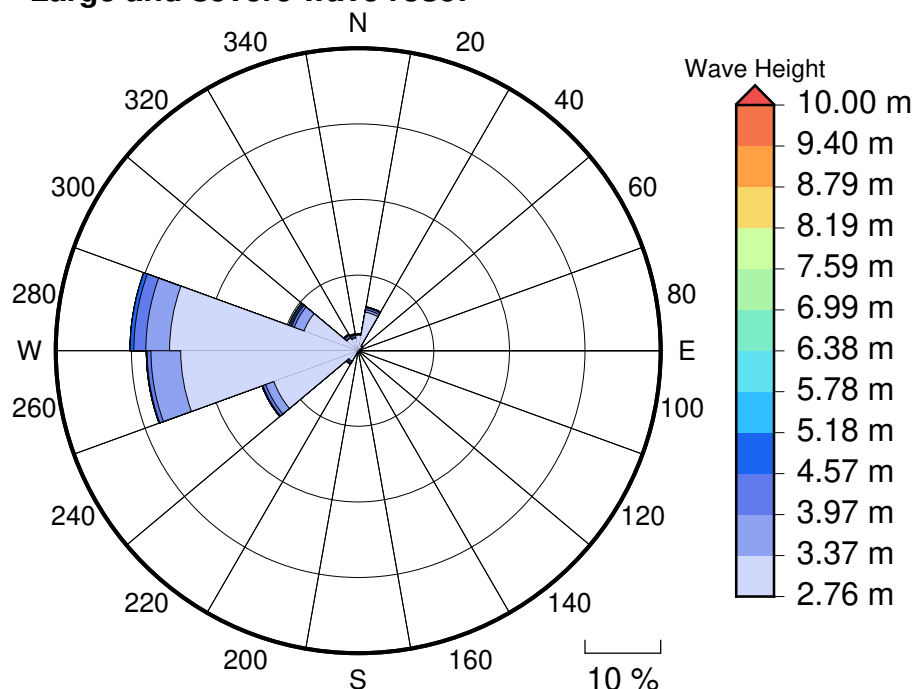 Large and severe wave rose.
N
20
40
60
80
E
100
120
140
160
S
200
220
240
260
W
280
300
320
340
Wave Height
10.00 m
9.40 m
8.79 m
8.19 m
7.59 m
6.99 m
6.38 m
5.78 m
5.18 m
4.57 m
3.97 m
3.37 m
2.76 m
10 %